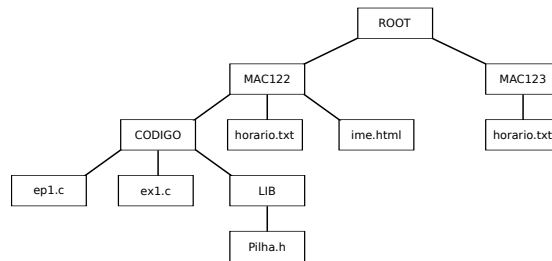 ROOT
MAC122 MAC123
CODIGO horario.txt ime.html horario.txt
ep1.c ex1.c LIB
Pilha.h